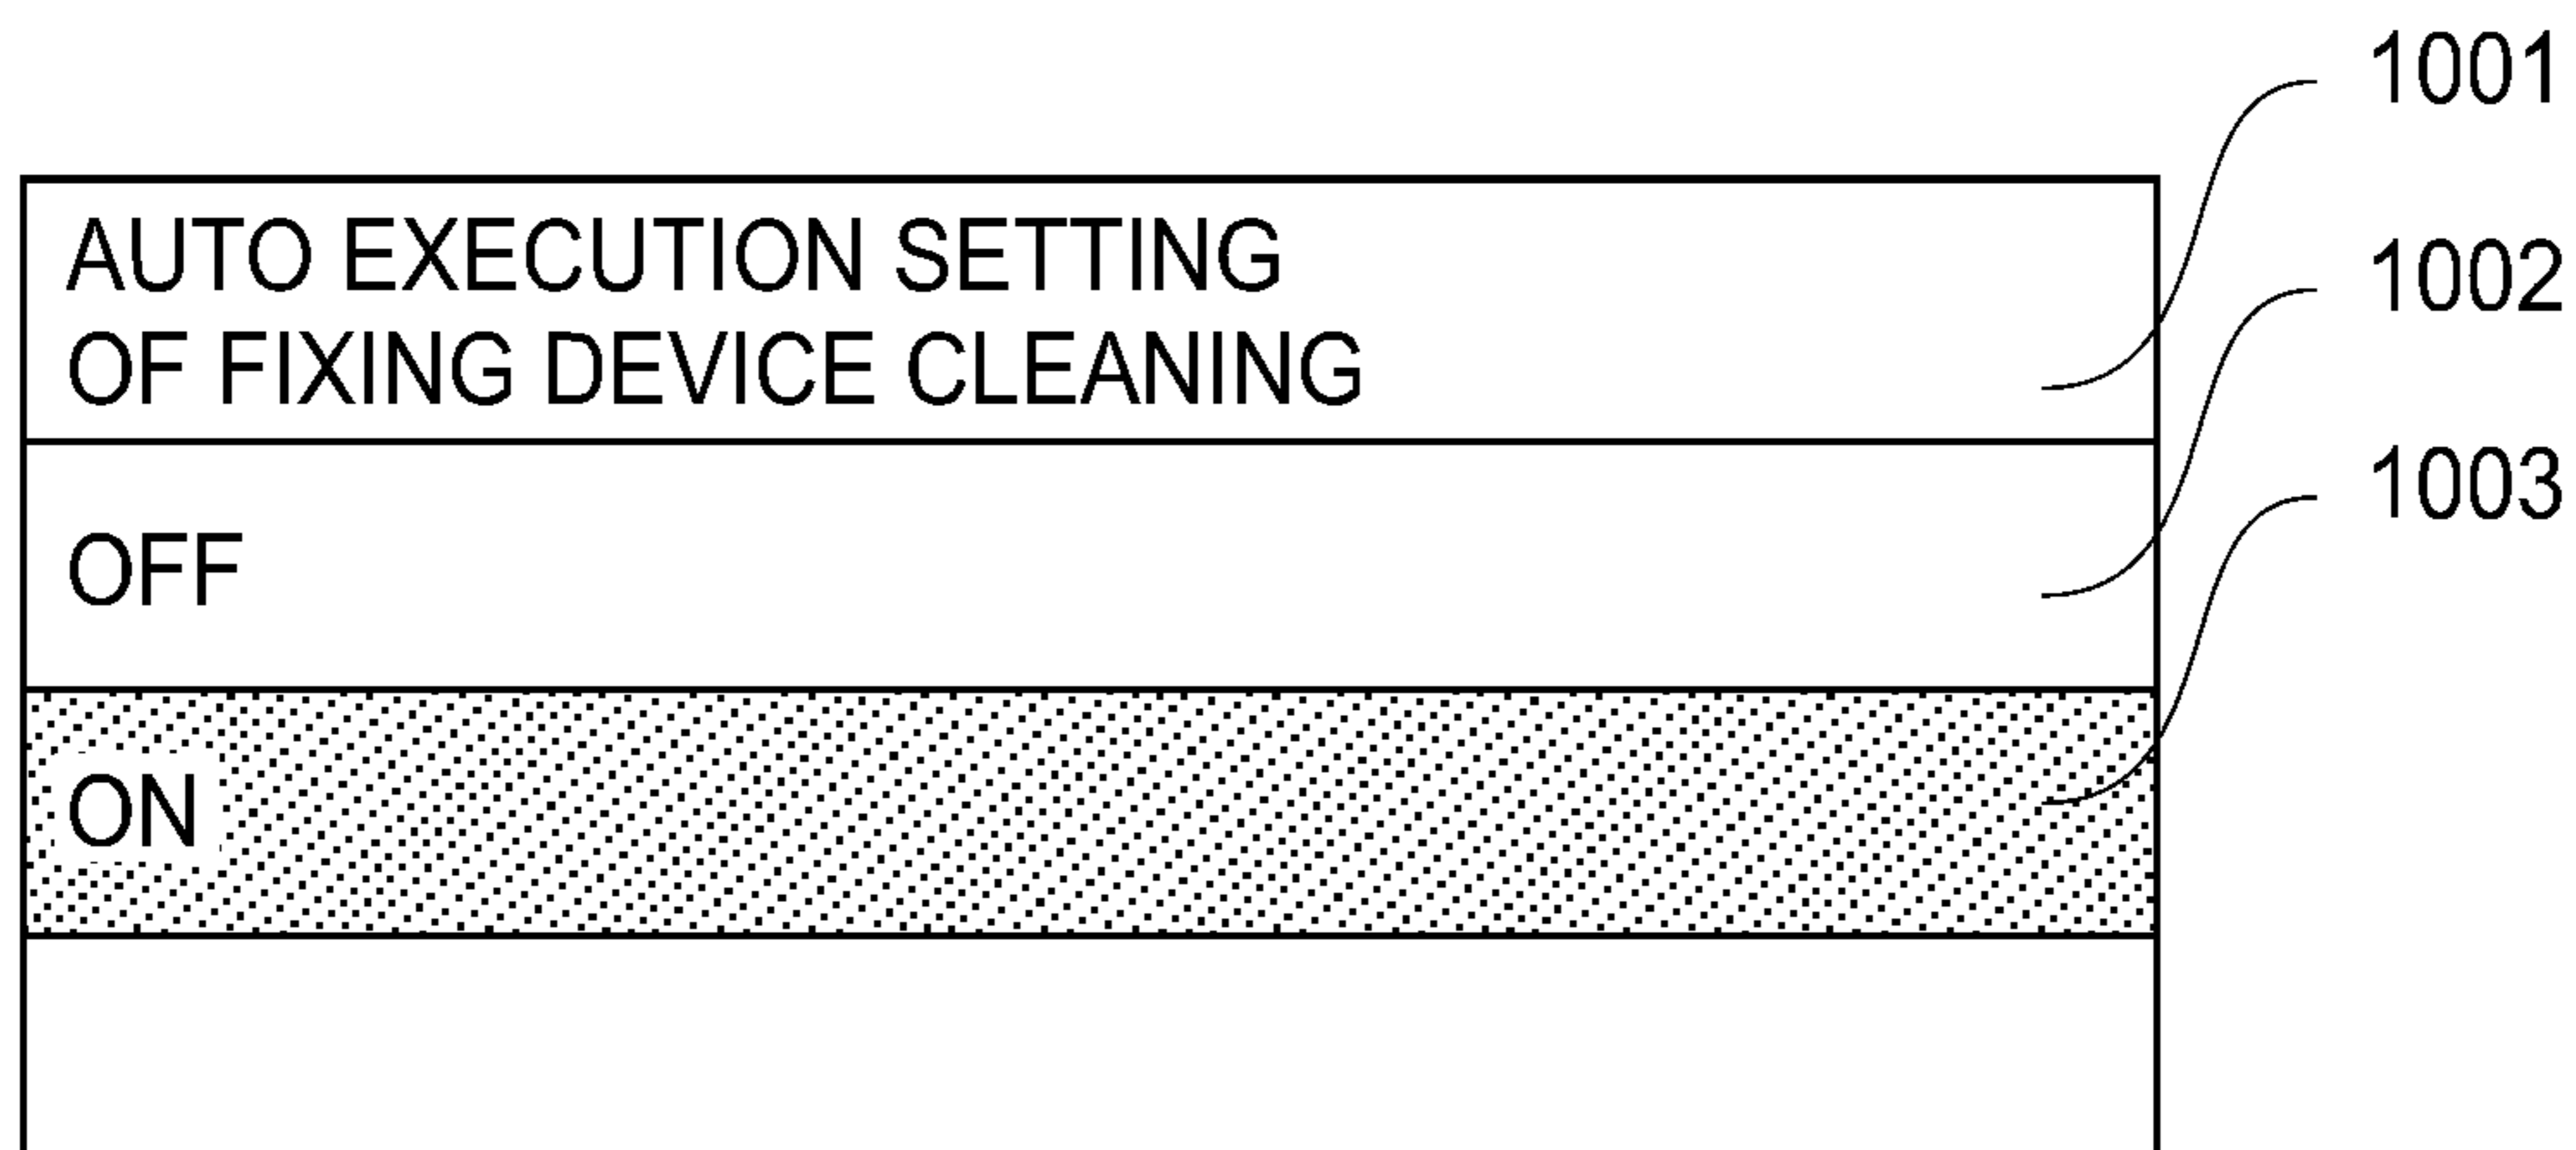 1001
AUTO EXECUTION SETTING
OF FIXING DEVICE CLEANING
1002
OFF
1003
ON